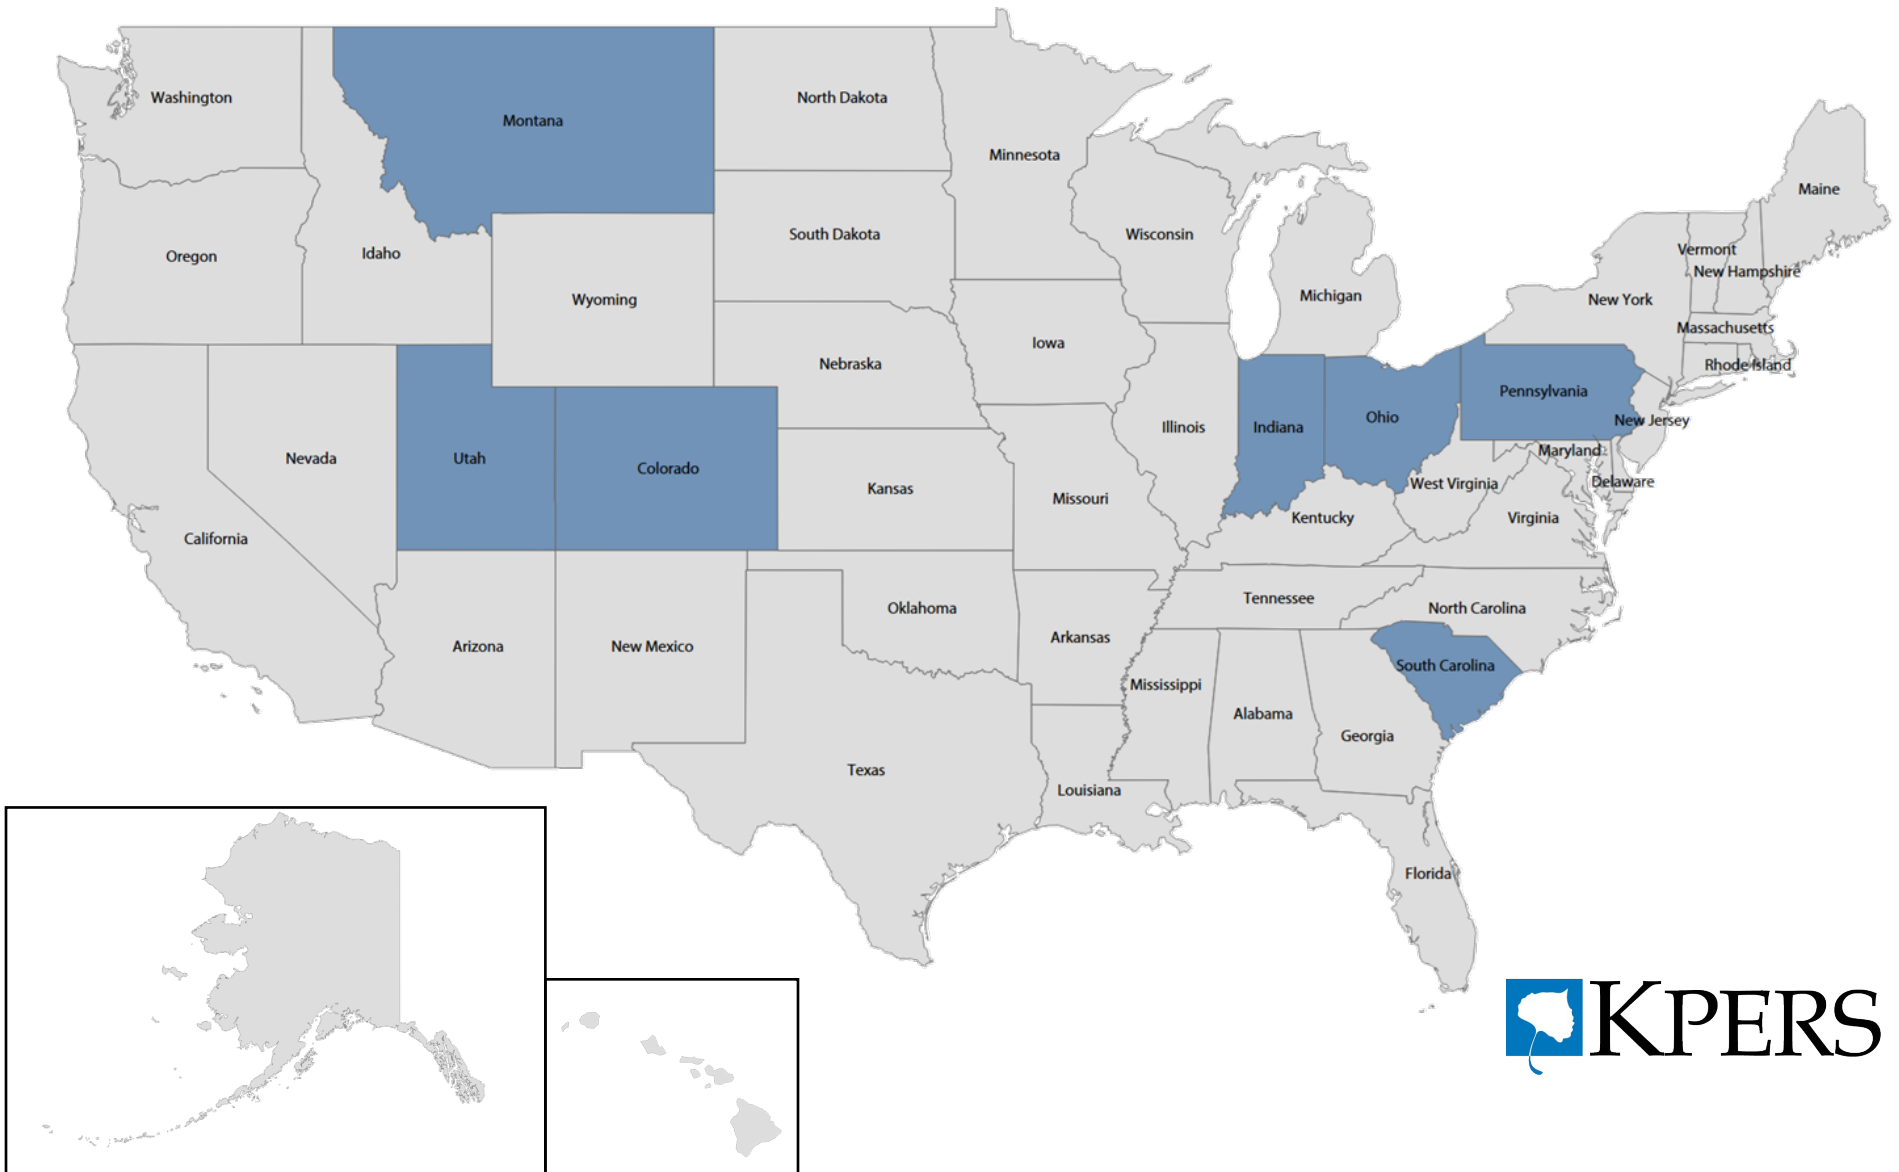 Washington
Montana
North Dakota
Minnesota
Maine
Oregon
Idaho
South Dakota
Wisconsin
Vermont
New Hampshire
Wyoming
Michigan
New York
Massachusetts
Iowa
Nebraska
Rhode Island
Pennsylvania
Ohio
New Jersey
Indiana
Illinois
Nevada
Utah
Colorado
Maryland
Kansas
Missouri
West Virginia
Delaware
California
Kentucky
Virginia
Tennessee
Oklahoma
North Carolina
Arizona
New Mexico
Arkansas
South Carolina
Mississippi
Alabama
Georgia
Texas
Louisiana
Florida
KPERS